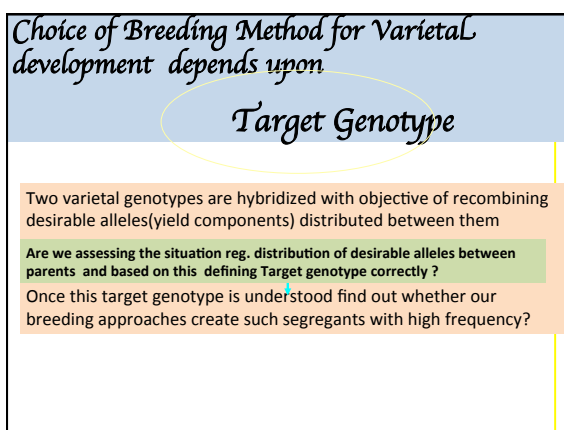 Choice of Breeding Method for Varietal
development depends upon
Target Genotype
Two varietal genotypes are hybridized with objective of recombining
desirable alleles(yield components) distributed between them
Are we assessing the situation reg. distribution of desirable alleles between
parents and based on this defining Target genotype correctly ?
Once this target genotype is understood find out whether our
breeding approaches create such segregants with high frequency?